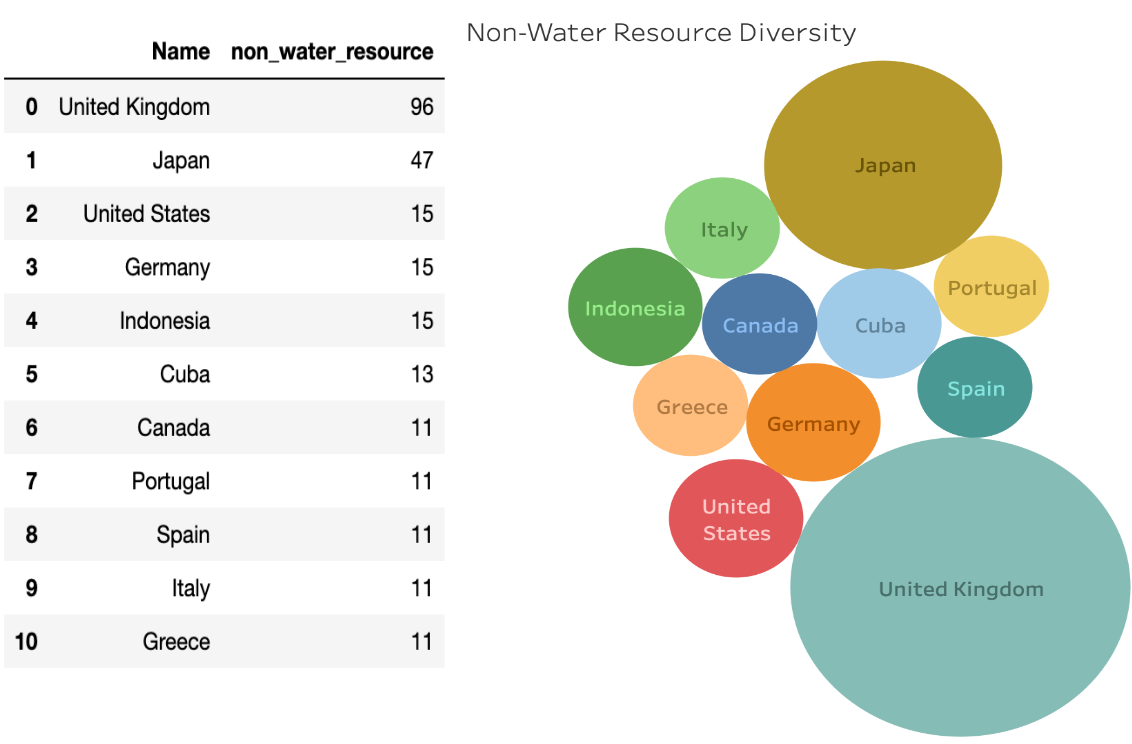 Non-Water Resource Diversity
Name non_water_resource
0 United Kingdom 96
1 Japan 47
2 United States 15
3 Germany 15
4 Indonesia 15
5 Cuba 13
6 Canada 11
7 Portugal 11
8 Spain 11
9 Italy 11
10 Greece 11
Japan
Italy
Portugal
Indonesia
Canada
Cuba
Spain
Greece
Germany
United
States
United Kingdom